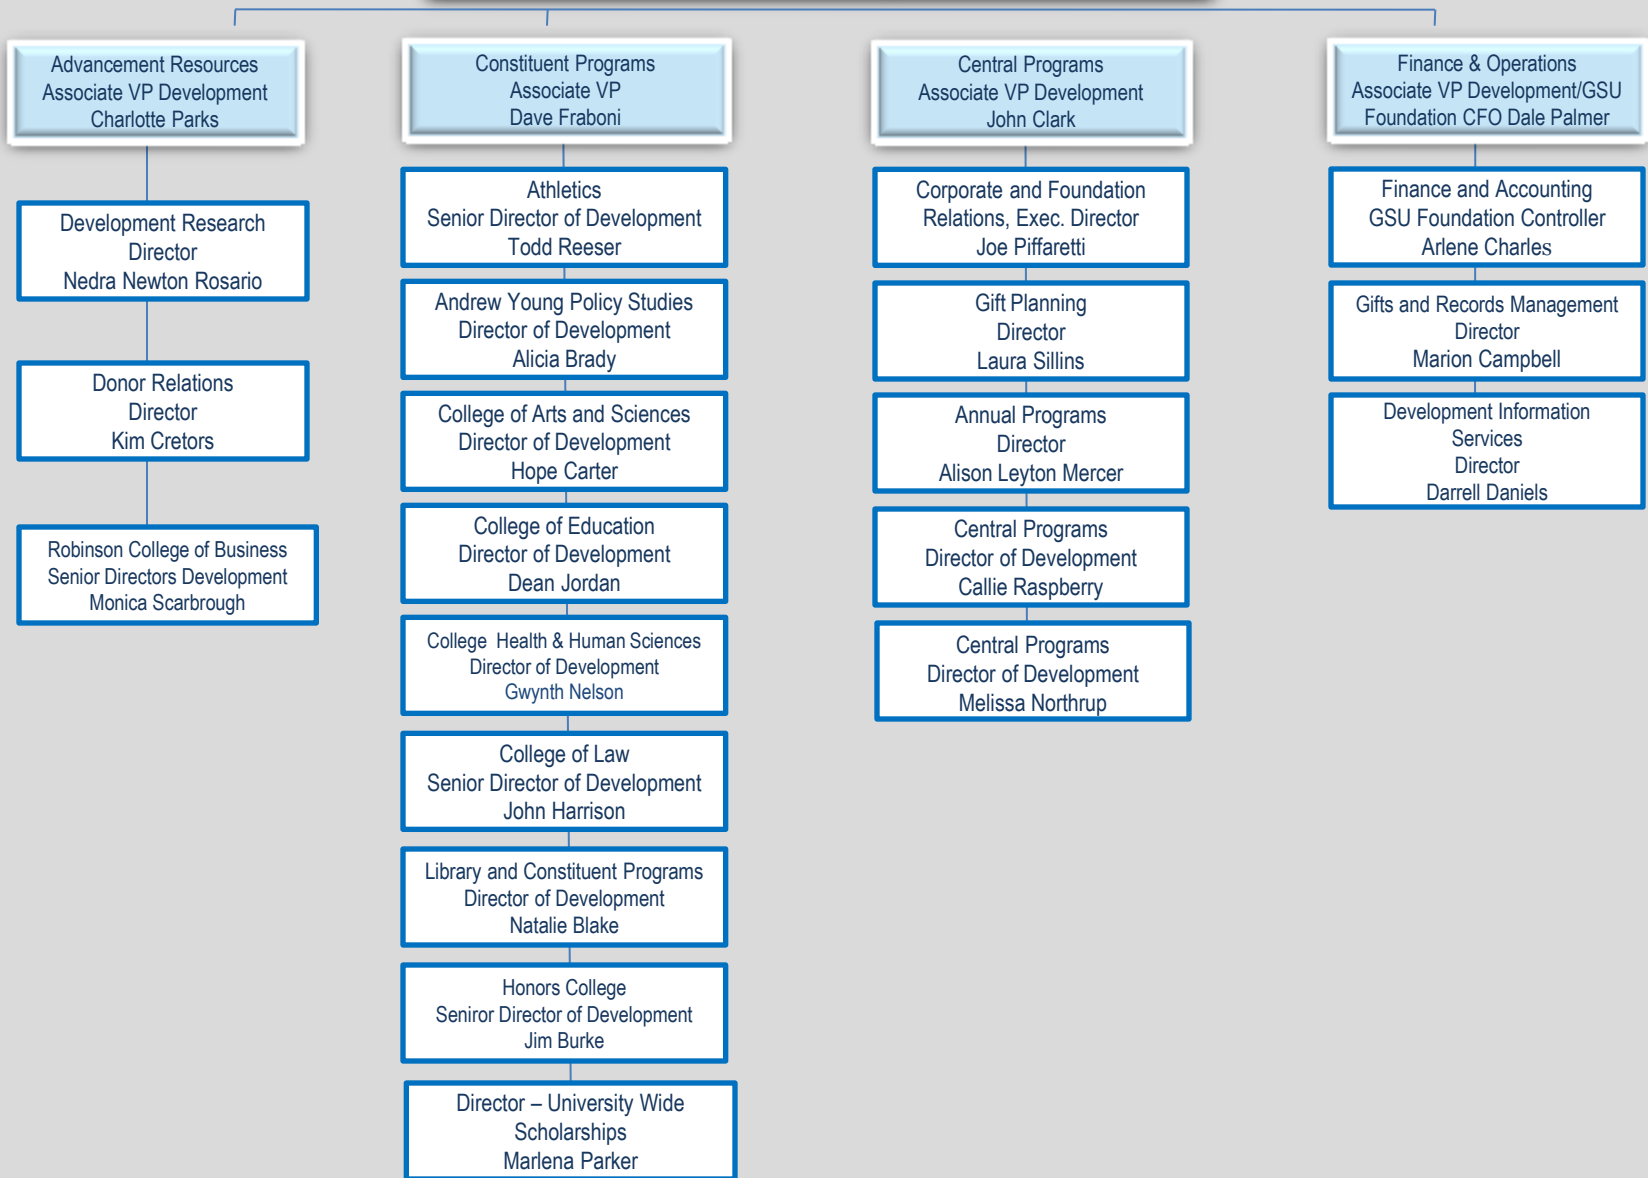 Advancement Resources
Associate VP Development
Charlotte Parks
Development Research
Director
Nedra Newton Rosario
Donor Relations
Director
Kim Cretors
Robinson College of Business
Senior Directors Development
Monica Scarbrough
Constituent Programs
Associate VP
Dave Fraboni
Athletics
Senior Director of Development
Todd Reeser
Andrew Young Policy Studies
Director of Development
Alicia Brady
College of Arts and Sciences
Director of Development
Hope Carter
College of Education
Director of Development
Dean Jordan
College Health & Human Sciences
Director of Development
Gwynth Nelson
College of Law
Senior Director of Development
John Harrison
Library and Constituent Programs
Director of Development
Natalie Blake
Honors College
Seniror Director of Development
Jim Burke
Director – University Wide
Scholarships
Marlena Parker
Central Programs
Associate VP Development
John Clark
Corporate and Foundation
Relations, Exec. Director
Joe Piffaretti
Gift Planning
Director
Laura Sillins
Annual Programs
Director
Alison Leyton Mercer
Central Programs
Director of Development
Callie Raspberry
Central Programs
Director of Development
Melissa Northrup
Finance & Operations
Associate VP Development/GSU
Foundation CFO Dale Palmer
Finance and Accounting
GSU Foundation Controller
Arlene Charles
Gifts and Records Management
Director
Marion Campbell
Development Information
Services
Director
Darrell Daniels